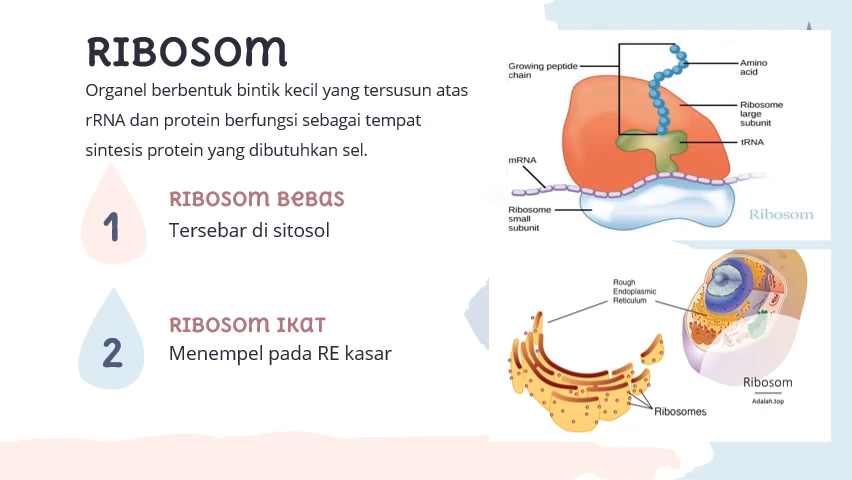 RIBOSOM
Organel berbentuk bintik kecil yang tersusun atas
rRNA dan protein berfungsi sebagai tempat
sintesis protein yang dibutuhkan sel.
1
RIBOSOM BEBAS
Tersebar di sitosol
2
RIBOSOM IKAT
Menempel pada RE kasar
Growing peptide
chain
Amino
acid
Ribosome
large
subunit
tRNA
mRNA
Ribosome
small
subunit
Ribosom
Rough
Endoplasmic
Reticulum
Ribosomes
Ribosom
Adalah.top